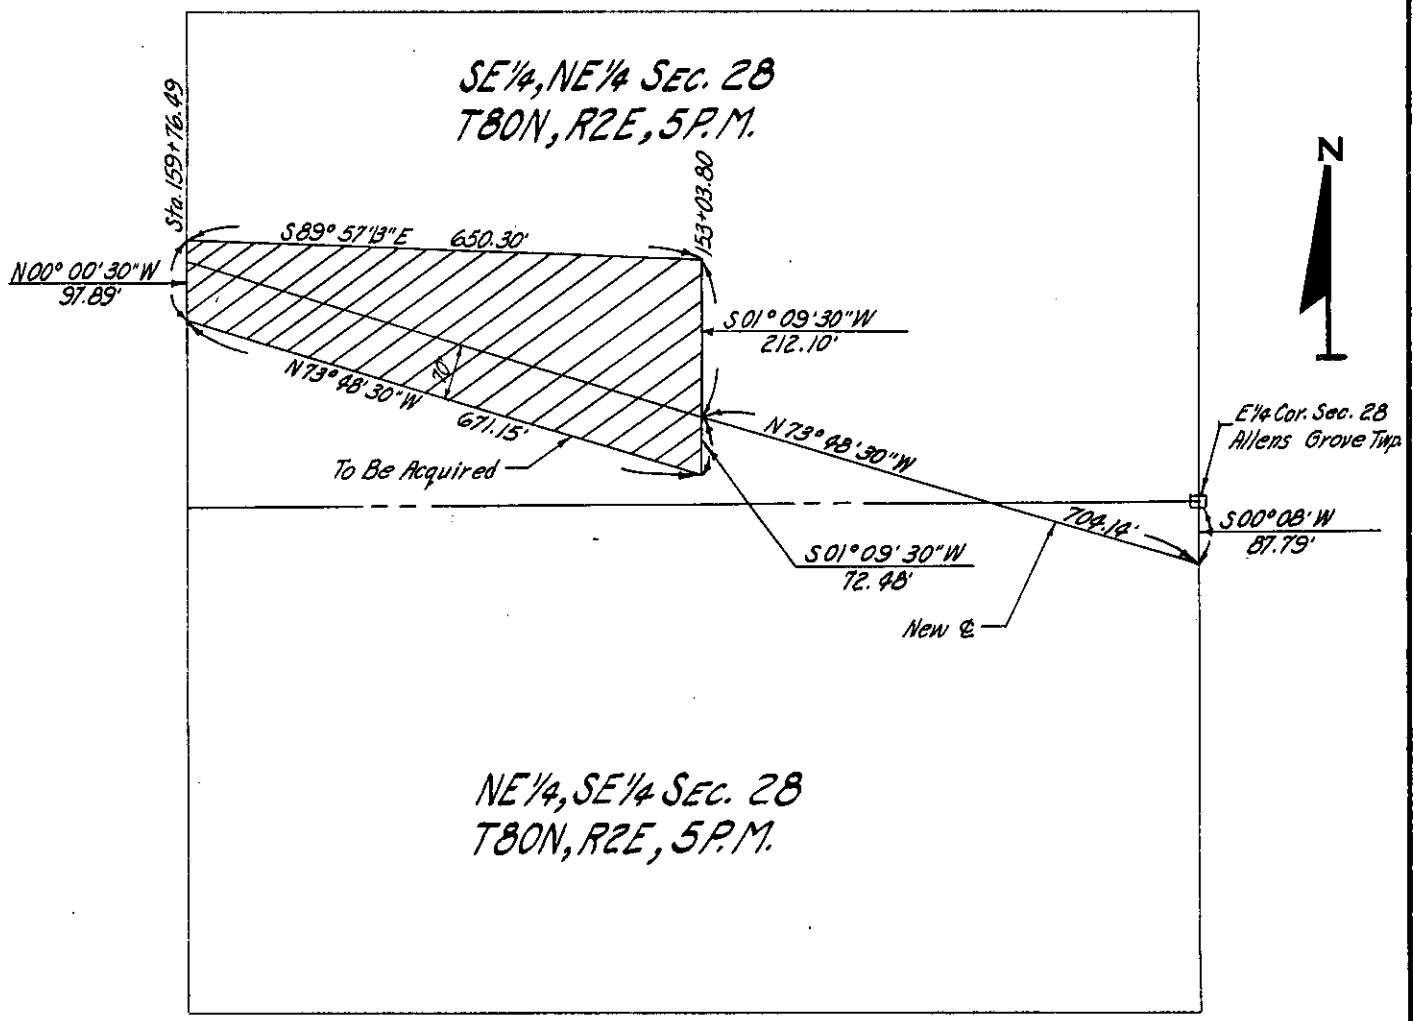 SE1/4, NE1/4 SEC. 28
T80N, R2E, 5P.M.
Sta. 159+76.49
153+03.80
N
S89°57'13"E 650.30'
N00°00'30"W
97.89'
S01°09'30"W
212.10'
N73°48'30"W
671.15'
70'
N73°48'30"W
704.14'
E1/4 Cor. Sec. 28
Allens Grove Twp.
To Be Acquired
S00°08'W
87.79'
S01°09'30"W
72.48'
New ℄
NE1/4, SE1/4 SEC. 28
T80N, R2E, 5P.M.